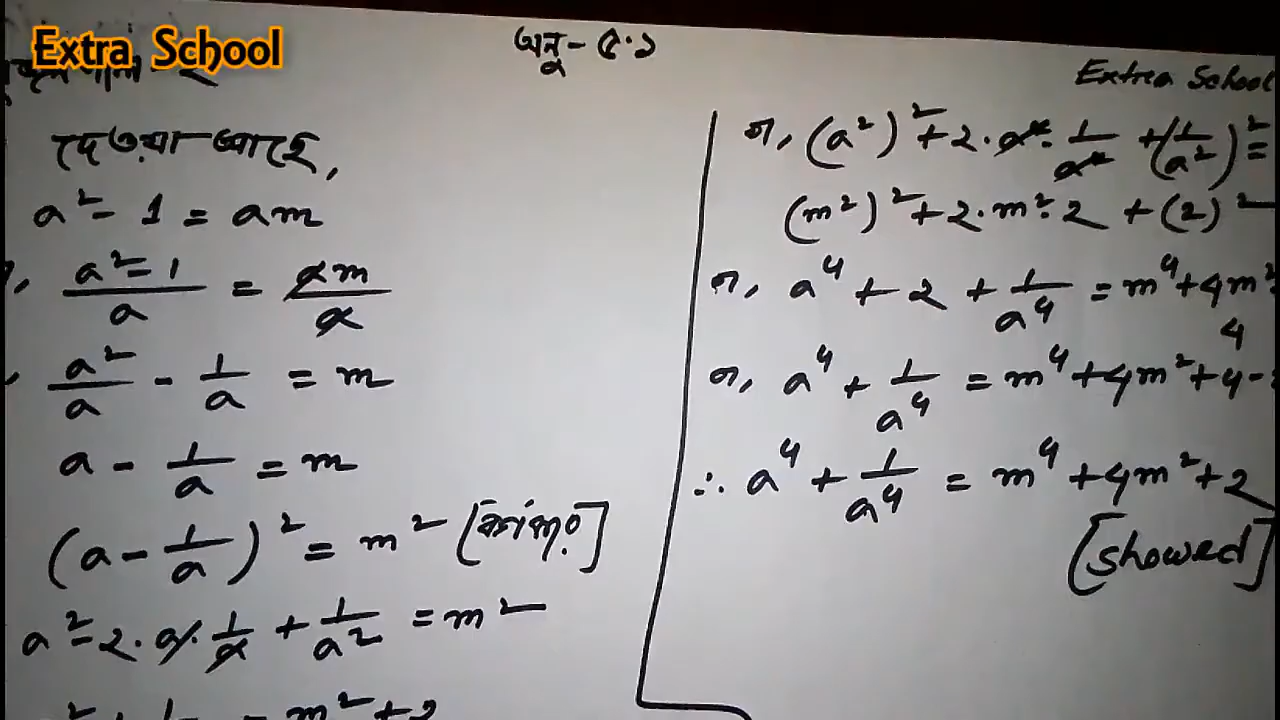 Extra School
অনু - ৫.১
Extra School
দেওয়া আছে,
a² - 1 = am
(a² - 1)/a = am/a
a²/a - 1/a = m
a - 1/a = m
(a - 1/a)² = m² [বর্গ করে]
a² - 2.a.1/a + 1/a² = m²
= m² + 2
বা, (a²)² + 2.a².1/a² + (1/a²)² =
(m²)² + 2.m².2 + (2)²
বা, a⁴ + 2 + 1/a⁴ = m⁴ + 4m²
4
বা, a⁴ + 1/a⁴ = m⁴ + 4m² + 4 -
∴ a⁴ + 1/a⁴ = m⁴ + 4m² + 2
[showed]